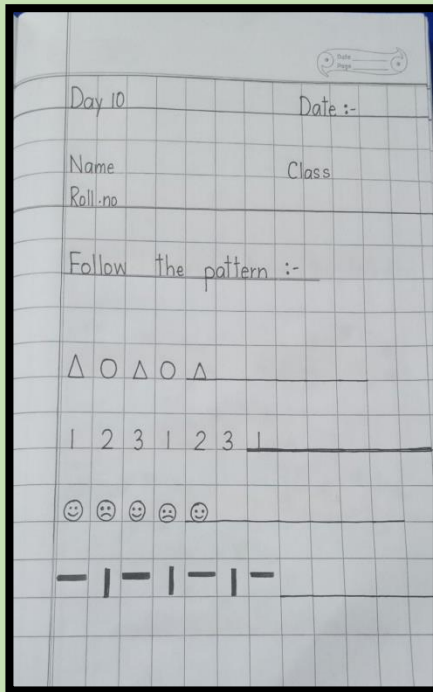 Date
Page
Day 10 Date :-
Name Class
Roll.no
Follow the pattern :-
△ ○ △ ○ △
1 2 3 1 2 3 1
☺ ☹ ☺ ☹ ☺
— | — | — | —